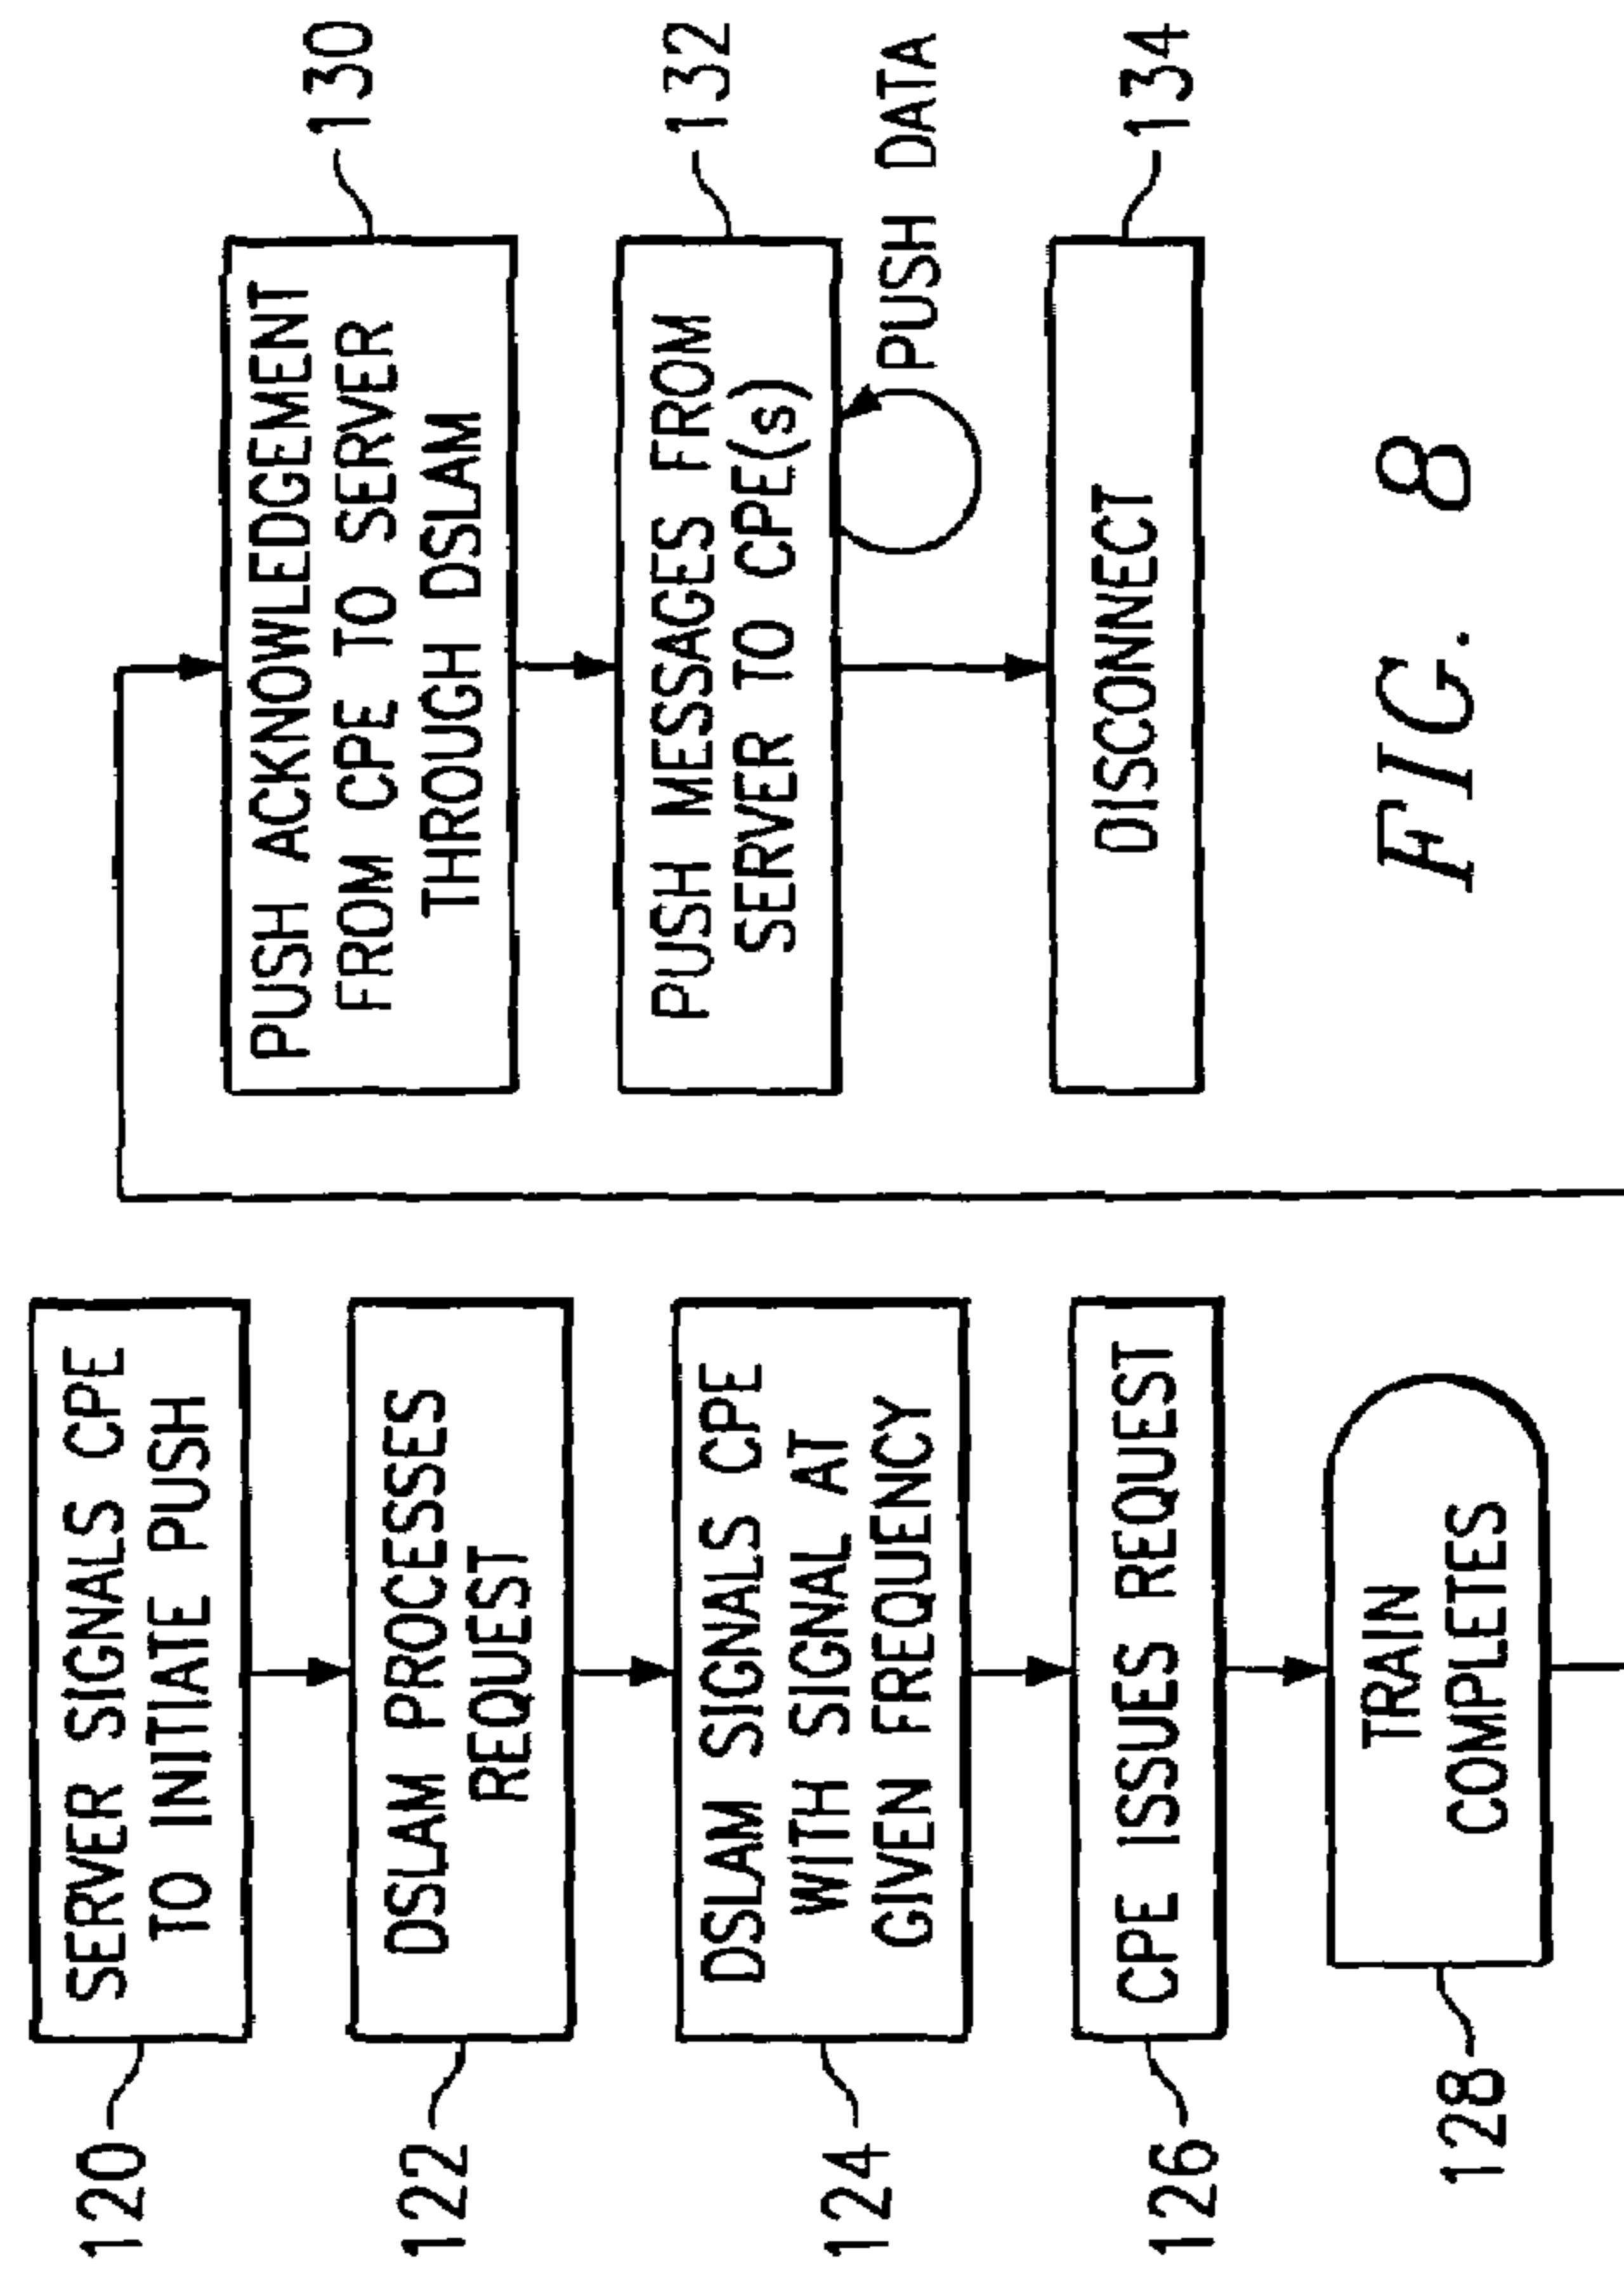 120
SERVER SIGNALS CPE
TO INITIATE PUSH
122
DSLAM PROCESSES
REQUEST
124
DSLAM SIGNALS CPE
WITH SIGNAL AT
GIVEN FREQUENCY
126
CPE ISSUES REQUEST
128
TRAIN
COMPLETES
PUSH ACKNOWLEDGEMENT
FROM CPE TO SERVER
THROUGH DSLAM
130
PUSH MESSAGES FROM
SERVER TO CPE(s)
132
PUSH DATA
DISCONNECT
134
FIG. 8